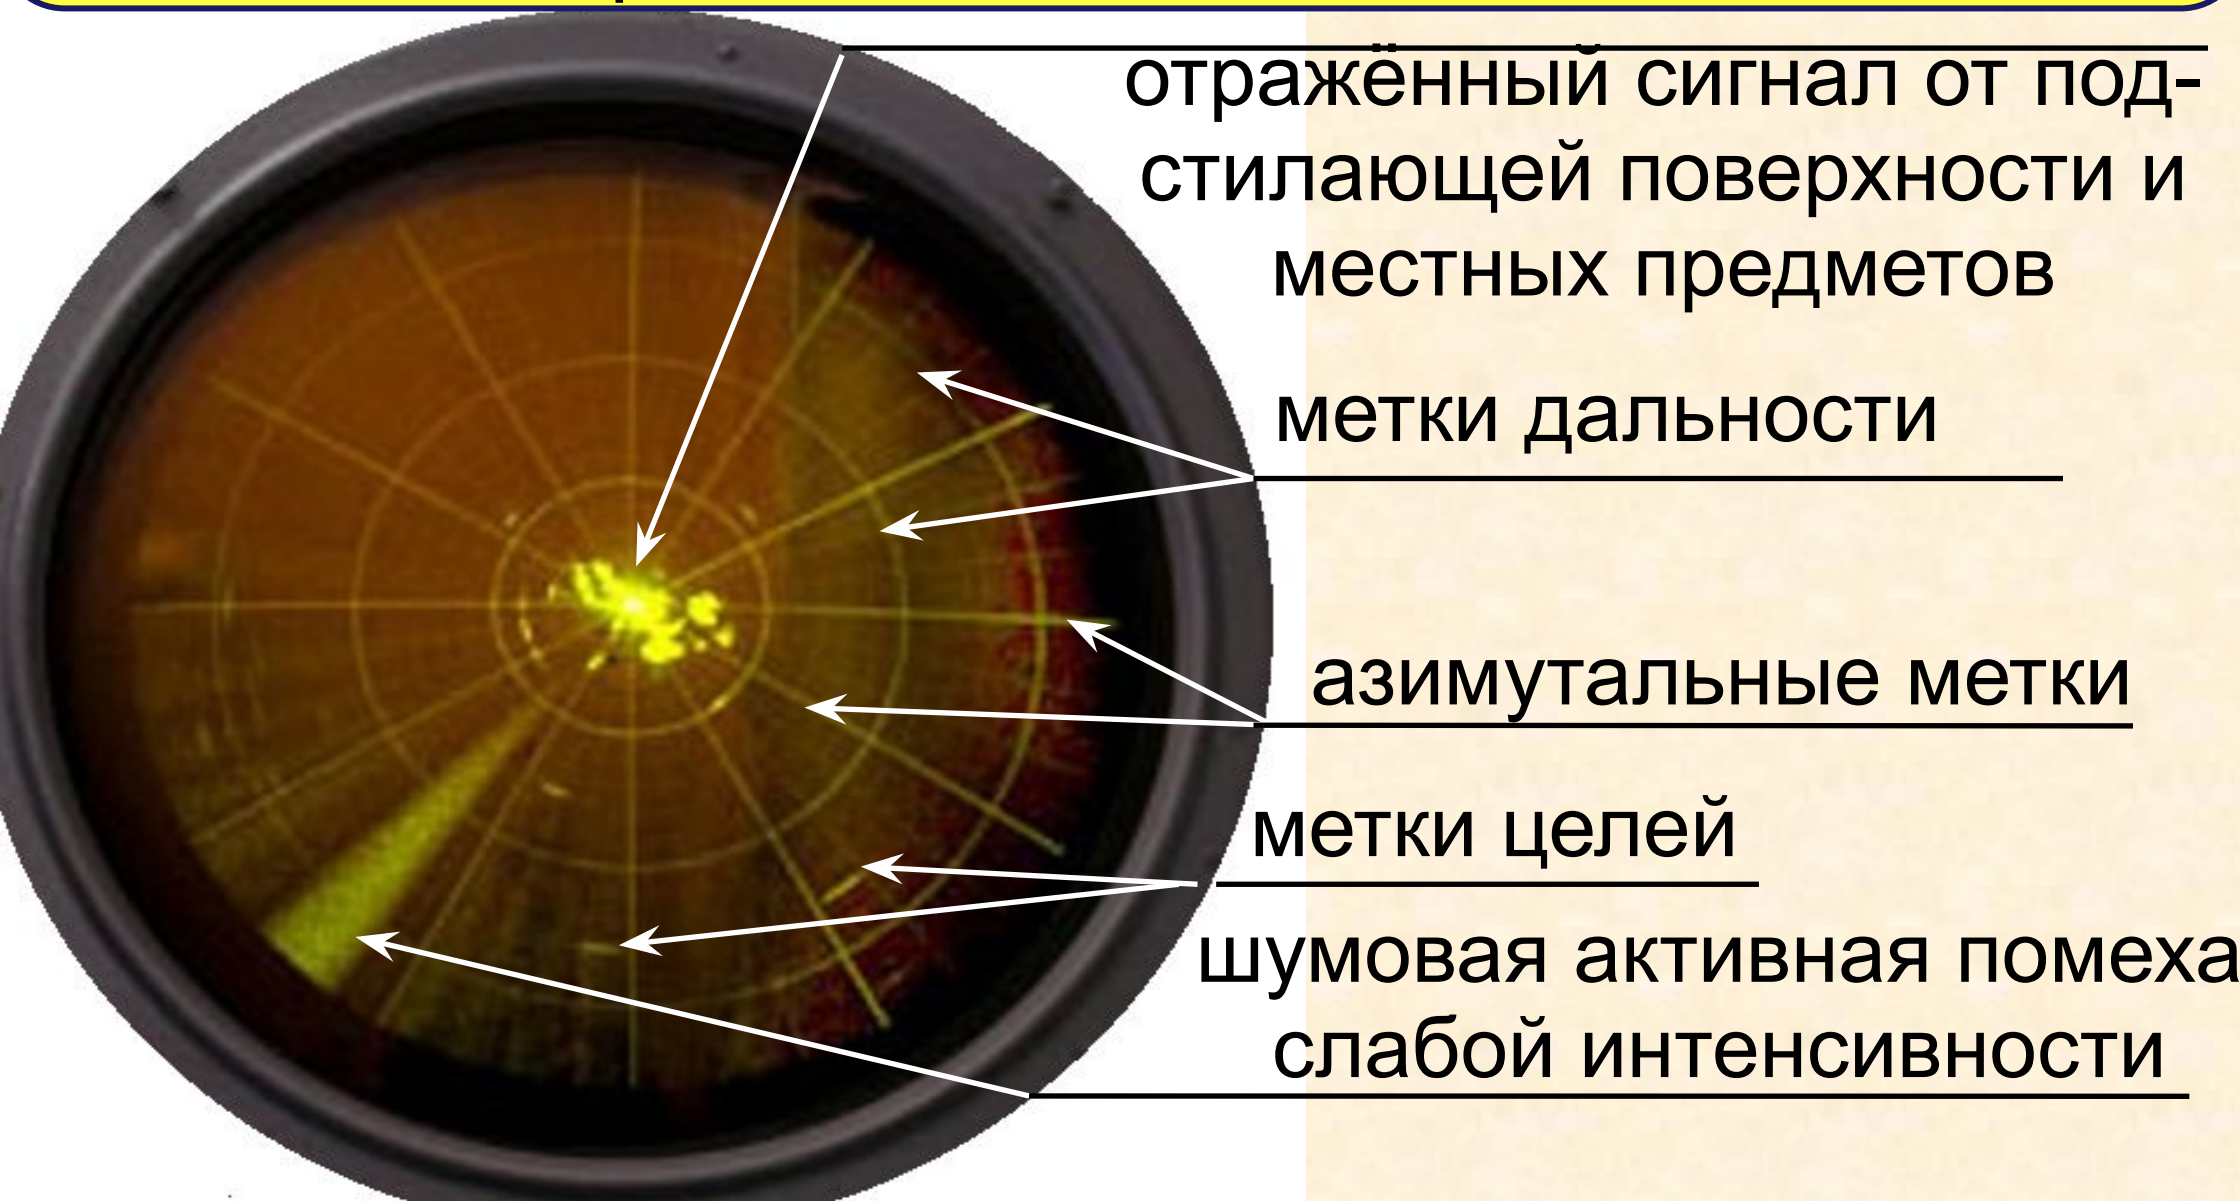 отражённый сигнал от под-
стилающей поверхности и
местных предметов
метки дальности
азимутальные метки
метки целей
шумовая активная помеха
слабой интенсивности